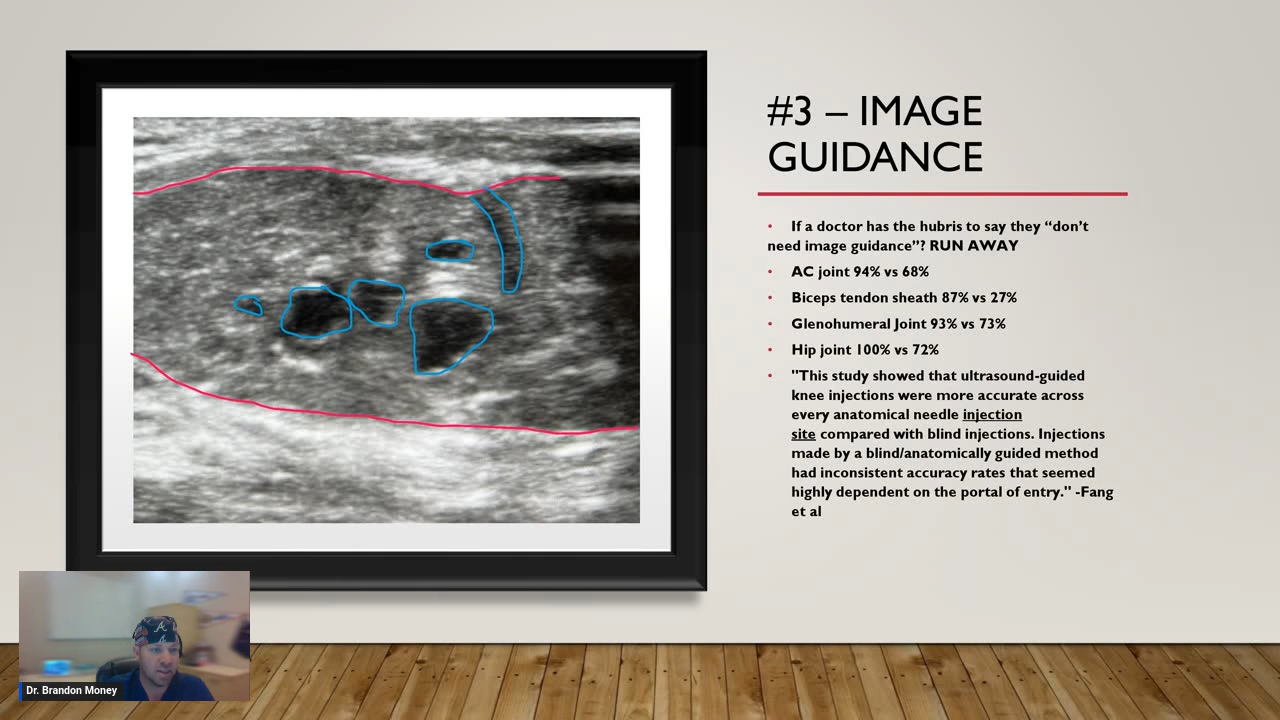 #3 – IMAGE
GUIDANCE
• If a doctor has the hubris to say they “don’t
need image guidance”? RUN AWAY
• AC joint 94% vs 68%
• Biceps tendon sheath 87% vs 27%
• Glenohumeral Joint 93% vs 73%
• Hip joint 100% vs 72%
• "This study showed that ultrasound-guided
knee injections were more accurate across
every anatomical needle injection
site compared with blind injections. Injections
made by a blind/anatomically guided method
had inconsistent accuracy rates that seemed
highly dependent on the portal of entry." -Fang
et al
Dr. Brandon Money